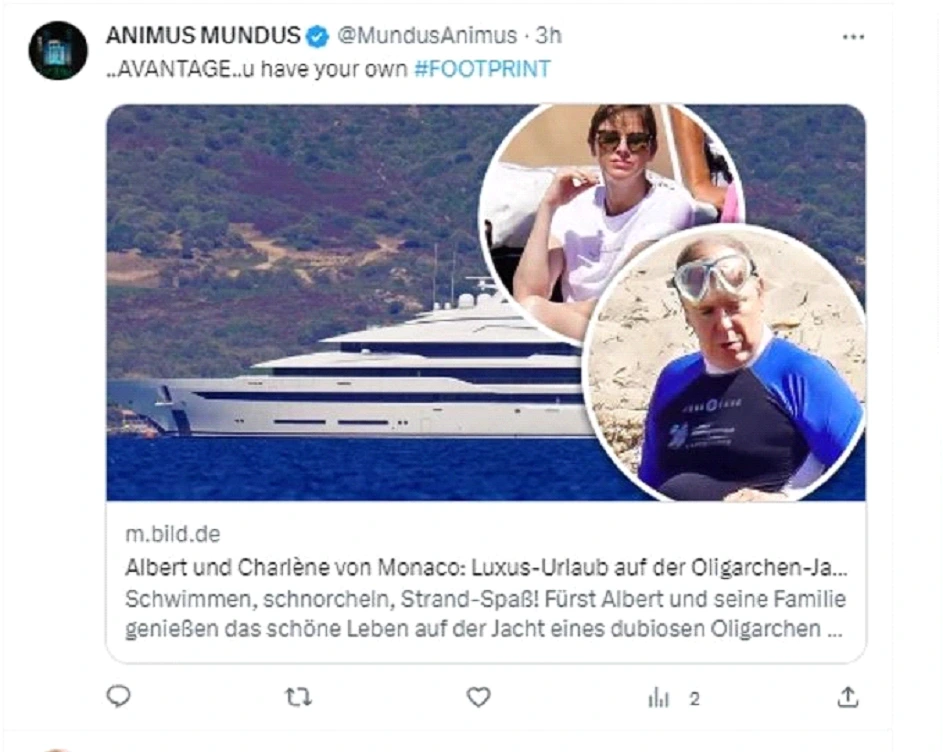 ANIMUS MUNDUS @MundusAnimus · 3h
..AVANTAGE..u have your own #FOOTPRINT
m.bild.de
Albert und Charlène von Monaco: Luxus-Urlaub auf der Oligarchen-Ja...
Schwimmen, schnorcheln, Strand-Spaß! Fürst Albert und seine Familie
genießen das schöne Leben auf der Jacht eines dubiosen Oligarchen ...
2